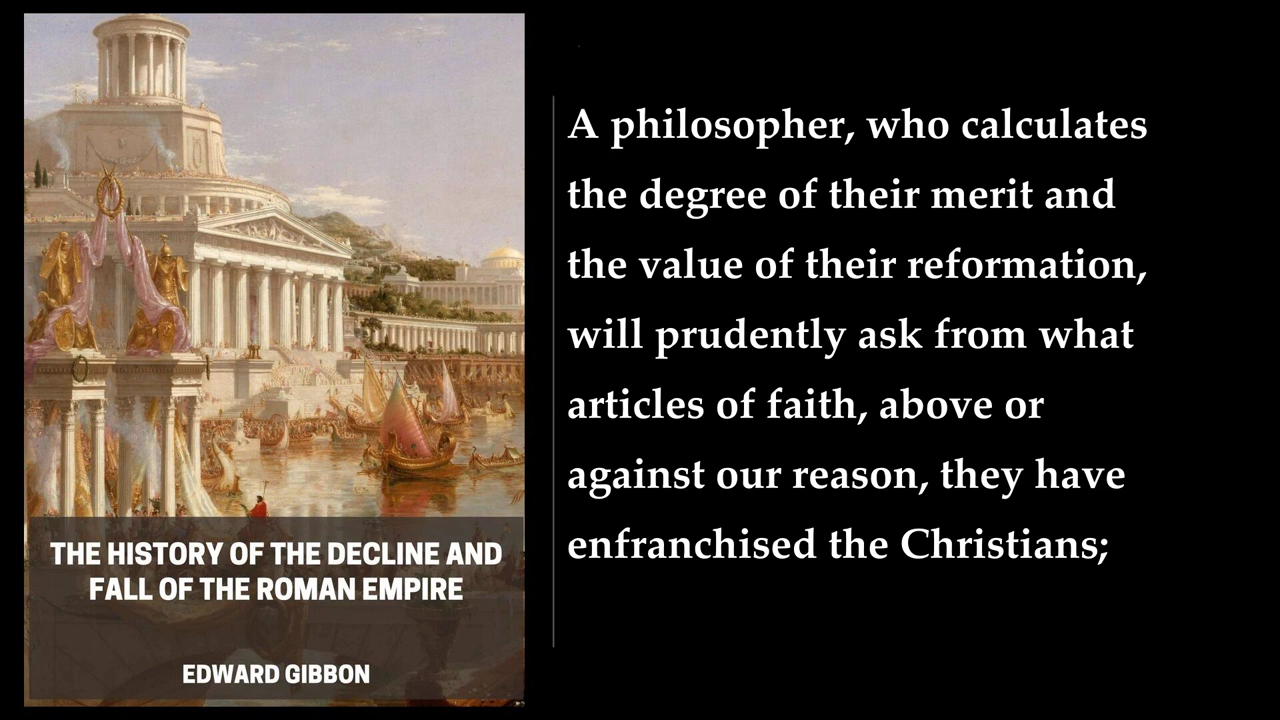 THE HISTORY OF THE DECLINE AND
FALL OF THE ROMAN EMPIRE
EDWARD GIBBON
A philosopher, who calculates
the degree of their merit and
the value of their reformation,
will prudently ask from what
articles of faith, above or
against our reason, they have
enfranchised the Christians;